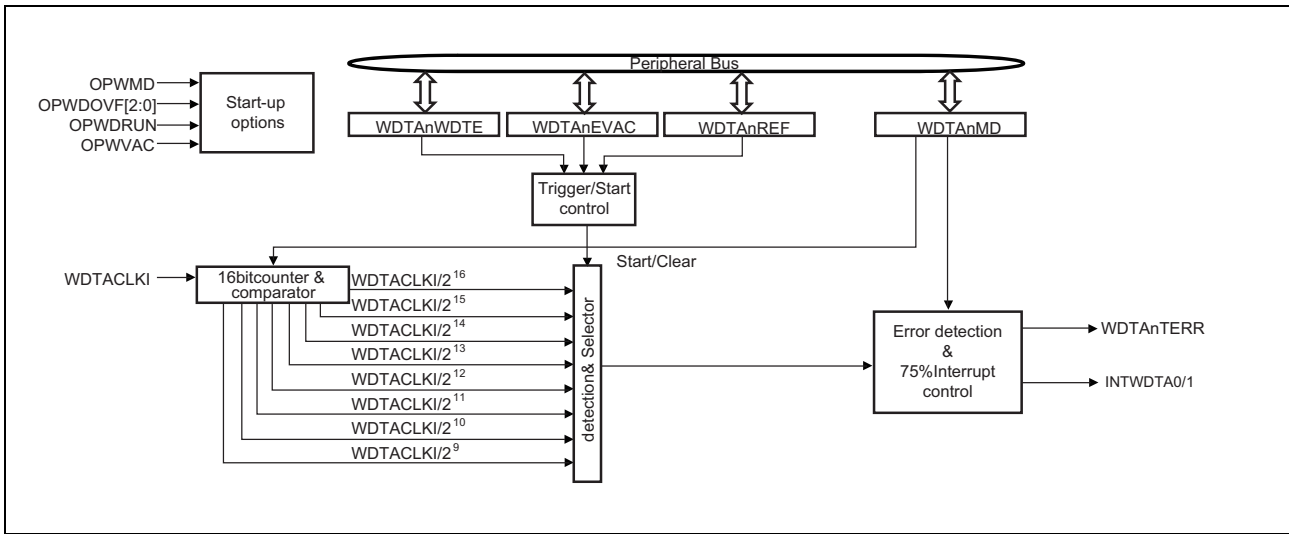 Peripheral Bus
OPWMD
OPWDOVF[2:0]
OPWDRUN
OPWVAC
Start-up
options
WDTAnWDTE
WDTAnEVAC
WDTAnREF
WDTAnMD
Trigger/Start
control
Start/Clear
WDTACLKI
16bitcounter &
comparator
WDTACLKI/2^16
WDTACLKI/2^15
WDTACLKI/2^14
WDTACLKI/2^13
WDTACLKI/2^12
WDTACLKI/2^11
WDTACLKI/2^10
WDTACLKI/2^9
detection& Selector
Error detection
&
75%Interrupt
control
WDTAnTERR
INTWDTA0/1